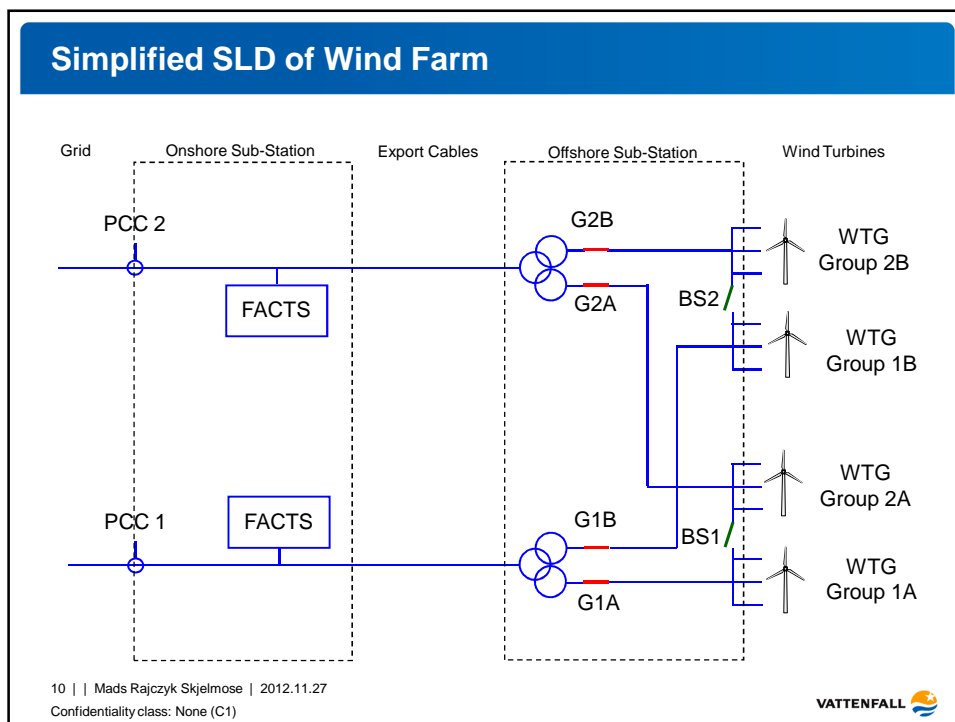 Simplified SLD of Wind Farm
Grid
Onshore Sub-Station
Export Cables
Offshore Sub-Station
Wind Turbines
PCC 2
FACTS
G2B
G2A
BS2
WTG
Group 2B
WTG
Group 1B
WTG
Group 2A
PCC 1
FACTS
G1B
G1A
BS1
WTG
Group 1A
10 | | Mads Rajczyk Skjelmose | 2012.11.27
Confidentiality class: None (C1)
VATTENFALL